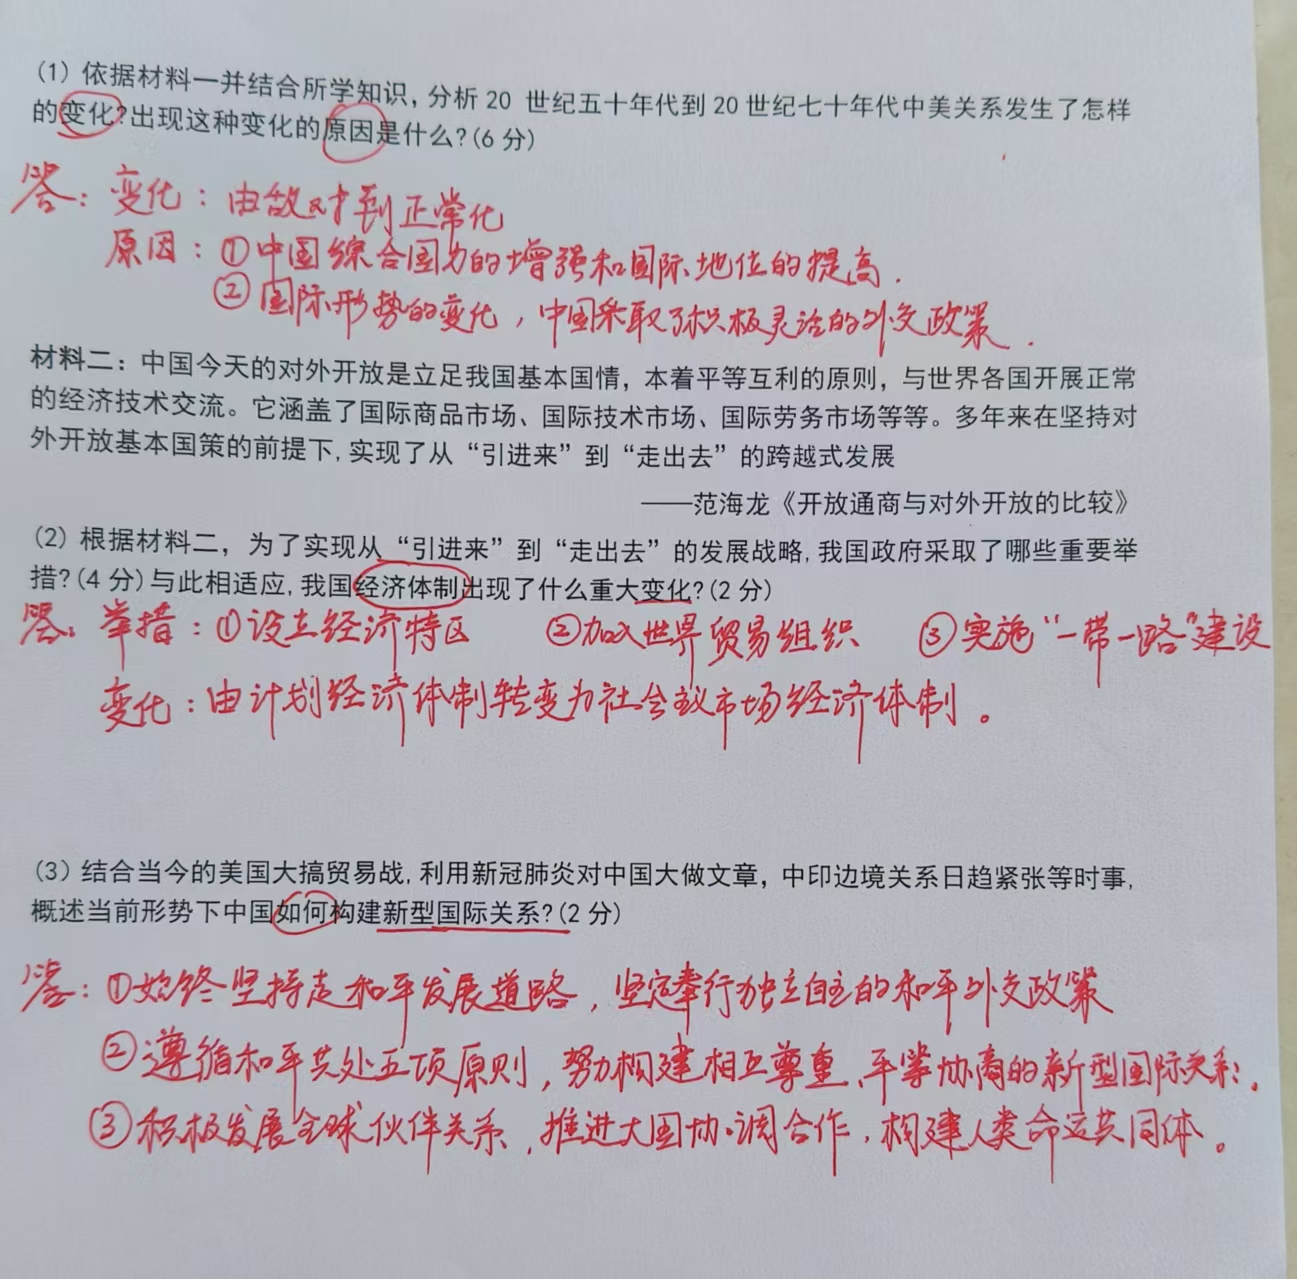 (1) 依据材料一并结合所学知识,分析20 世纪五十年代到20世纪七十年代中美关系发生了怎样
的变化?出现这种变化的原因是什么?(6分)
答:变化:由敌对到正常化
原因:①中国综合国力的增强和国际地位的提高.
②国际形势的变化,中国采取了积极灵活的外交政策.
材料二:中国今天的对外开放是立足我国基本国情,本着平等互利的原则,与世界各国开展正常
的经济技术交流。它涵盖了国际商品市场、国际技术市场、国际劳务市场等等。多年来在坚持对
外开放基本国策的前提下,实现了从“引进来”到“走出去”的跨越式发展
——范海龙《开放通商与对外开放的比较》
(2) 根据材料二,为了实现从“引进来”到“走出去”的发展战略,我国政府采取了哪些重要举
措?(4分)与此相适应,我国经济体制出现了什么重大变化?(2分)
答:举措:①设立经济特区 ②加入世界贸易组织 ③实施“一带一路”建设
变化:由计划经济体制转变为社会主义市场经济体制。
(3) 结合当今的美国大搞贸易战,利用新冠肺炎对中国大做文章,中印边境关系日趋紧张等时事,
概述当前形势下中国如何构建新型国际关系?(2分)
答:①始终坚持走和平发展道路,坚定奉行独立自主的和平外交政策
②遵循和平共处五项原则,努力构建相互尊重、平等协商的新型国际关系.
③积极发展全球伙伴关系,推进大国协调合作,构建人类命运共同体。